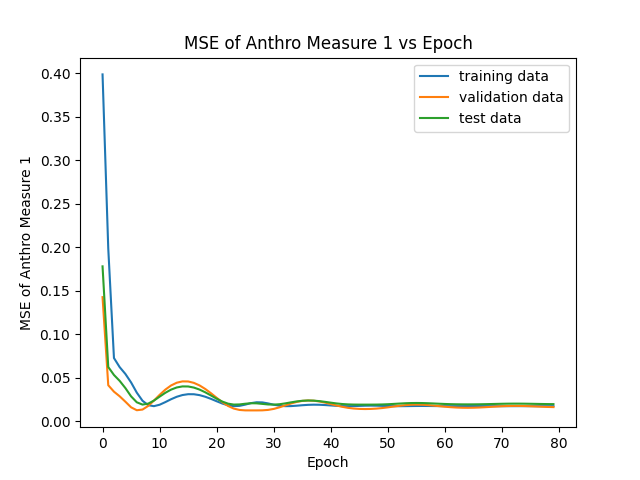 MSE of Anthro Measure 1 vs Epoch
training data
validation data
test data
MSE of Anthro Measure 1
0.40
0.35
0.30
0.25
0.20
0.15
0.10
0.05
0.00
0 10 20 30 40 50 60 70 80
Epoch